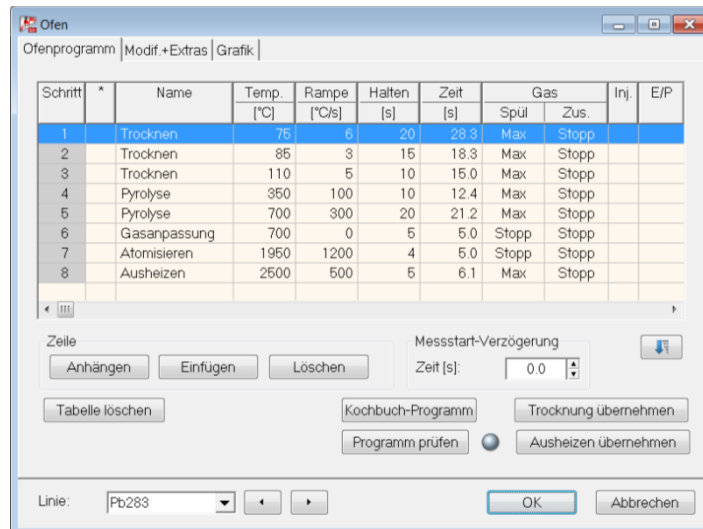 Ofen
Ofenprogramm Modif.+Extras Grafik
Schritt * Name Temp. Rampe Halten Zeit Gas Inj. E/P
[°C] [°C/s] [s] [s] Spül Zus.
1 Trocknen 75 6 20 28.3 Max Stopp
2 Trocknen 85 3 15 18.3 Max Stopp
3 Trocknen 110 5 10 15.0 Max Stopp
4 Pyrolyse 350 100 10 12.4 Max Stopp
5 Pyrolyse 700 300 20 21.2 Max Stopp
6 Gasanpassung 700 0 5 5.0 Stopp Stopp
7 Atomisieren 1950 1200 4 5.0 Stopp Stopp
8 Ausheizen 2500 500 5 6.1 Max Stopp
Zeile Messstart-Verzögerung
Anhängen Einfügen Löschen Zeit [s]: 0.0
Tabelle löschen Kochbuch-Programm Trocknung übernehmen
Programm prüfen Ausheizen übernehmen
Linie: Pb283 OK Abbrechen